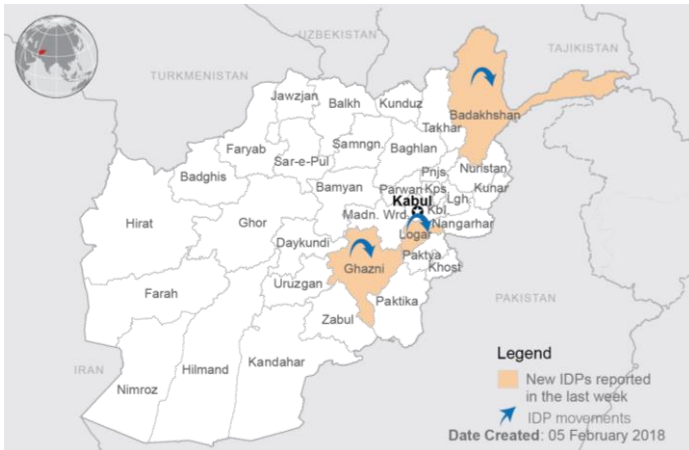 UZBEKISTAN
TAJIKISTAN
TURKMENISTAN
Jawzjan
Balkh
Kunduz
Badakhshan
Takhar
Faryab
Samngn.
Baghlan
Sar-e-Pul
Badghis
Pnjs.
Nuristan
Bamyan
Parwan
Kps
Kunar
Kabul
Lgh.
Hirat
Ghor
Madn. Wrd.
Kbl.
Nangarhar
Logar
Daykundi
Paktya
Ghazni
Khost
Uruzgan
Farah
Paktika
PAKISTAN
Zabul
IRAN
Nimroz
Hilmand
Kandahar
Legend
New IDPs reported
in the last week
IDP movements
Date Created: 05 February 2018